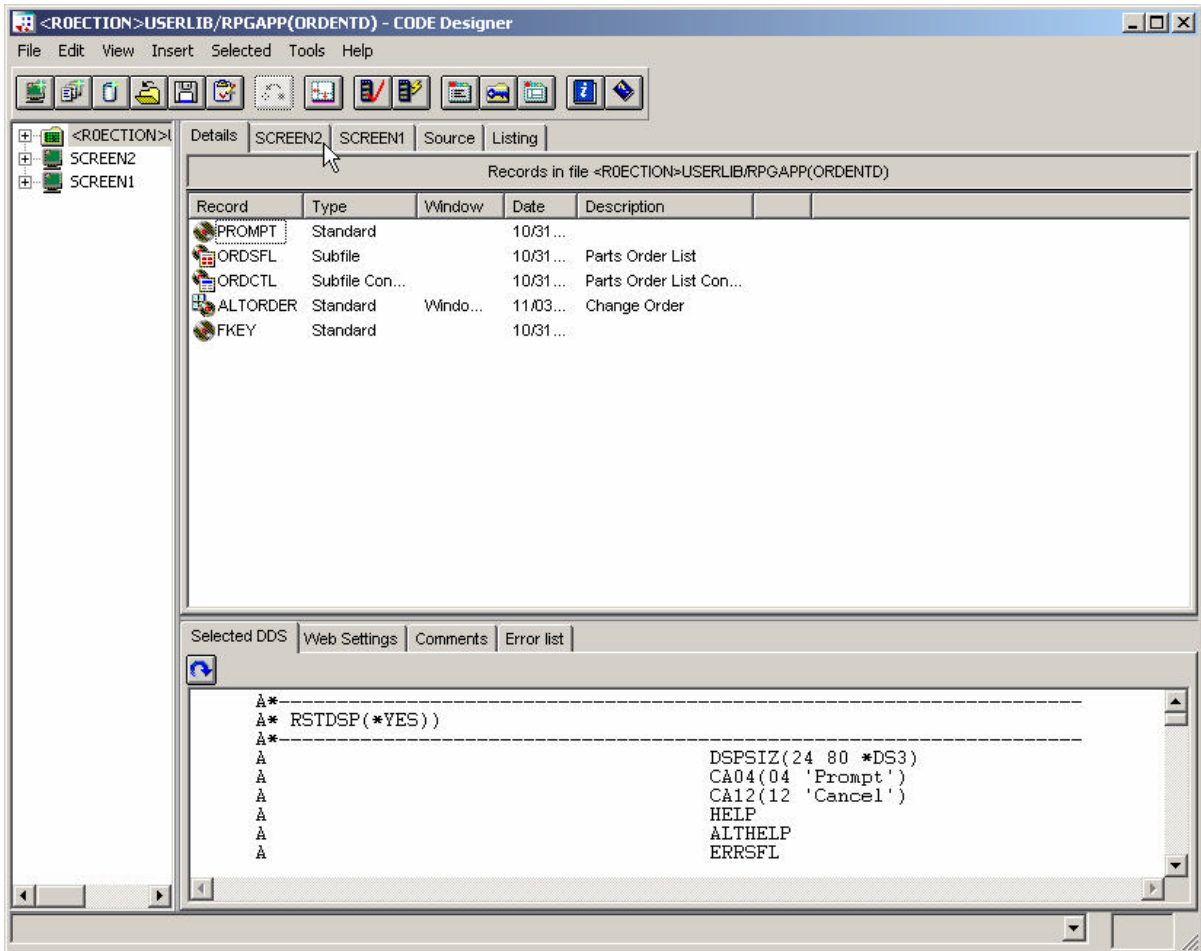 <R0ECTION>USERLIB/RPGAPP(ORDENTD) - CODE Designer
File Edit View Insert Selected Tools Help
<R0ECTION>U
SCREEN2
SCREEN1
Details SCREEN2 SCREEN1 Source Listing
Records in file <R0ECTION>USERLIB/RPGAPP(ORDENTD)
Record Type Window Date Description
PROMPT Standard 10/31...
ORDSFL Subfile 10/31... Parts Order List
ORDCTL Subfile Con... 10/31... Parts Order List Con...
ALTORDER Standard Windo... 11/03... Change Order
FKEY Standard 10/31...
Selected DDS Web Settings Comments Error list
A*--------------------------------------------------------------------
A* RSTDSP(*YES))
A*--------------------------------------------------------------------
A DSPSIZ(24 80 *DS3)
A CA04(04 'Prompt')
A CA12(12 'Cancel')
A HELP
A ALTHELP
A ERRSFL